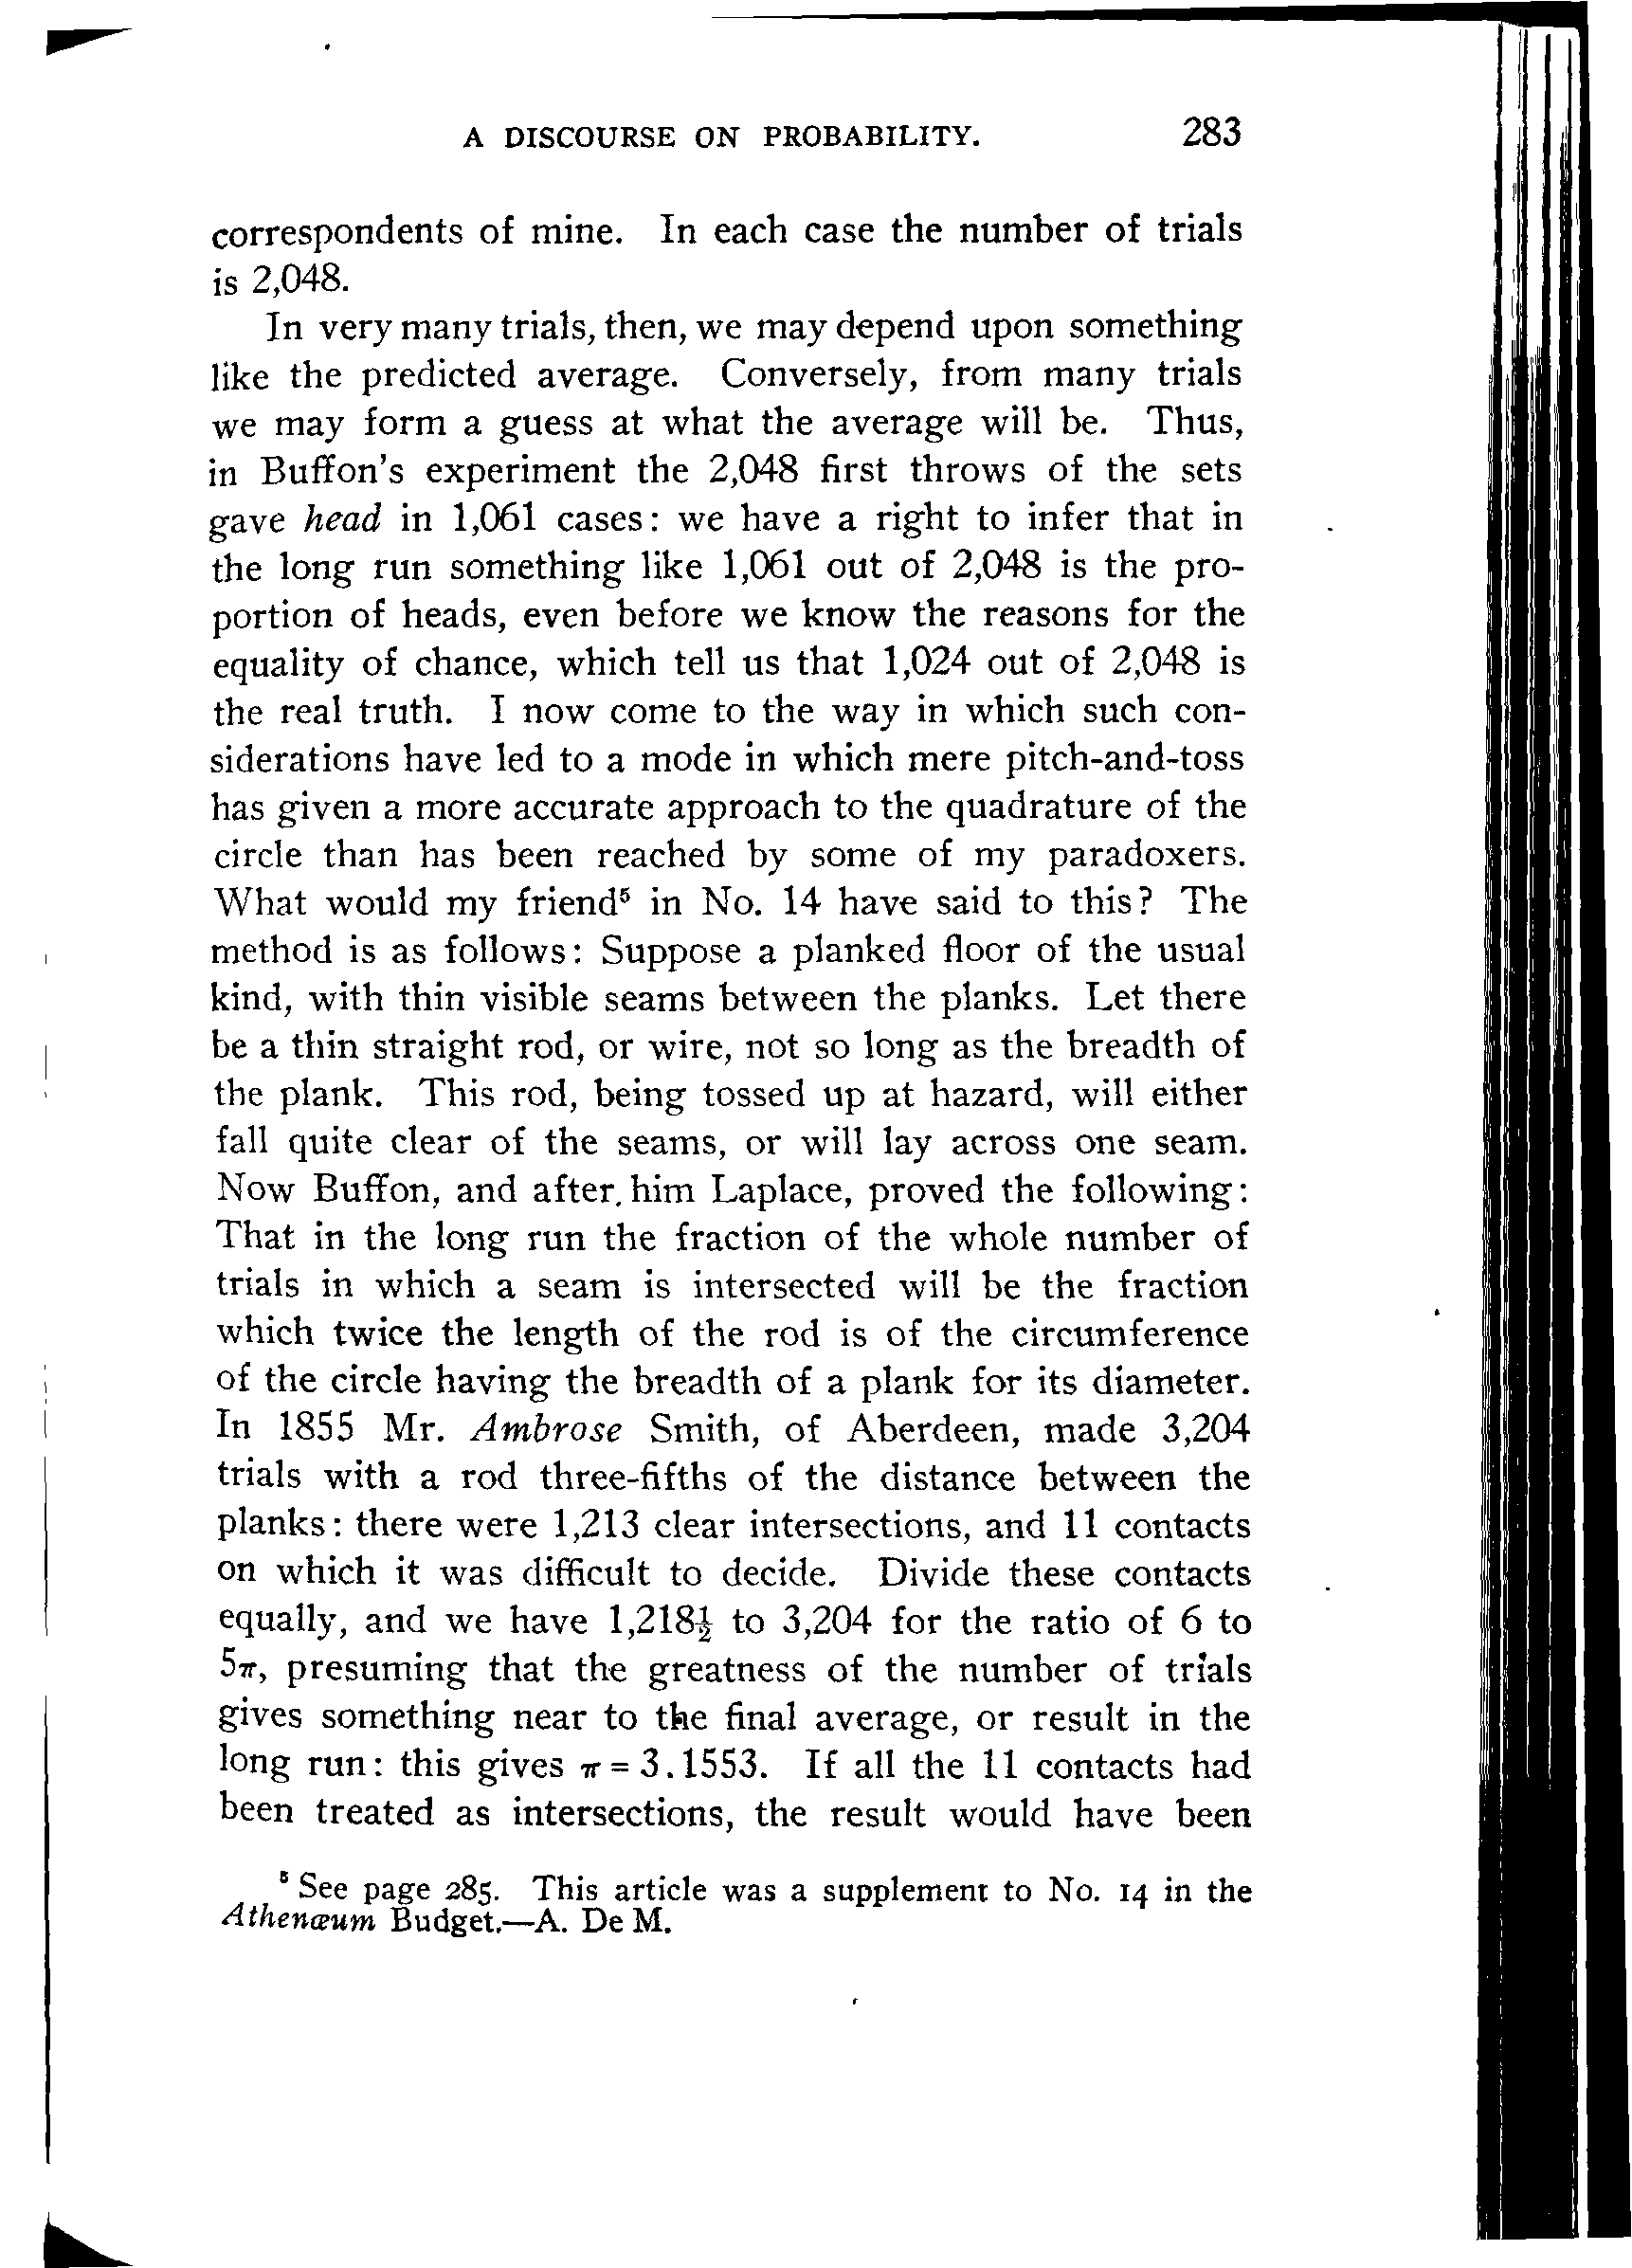 A DISCOURSE ON PROBABILITY. 283
correspondents of mine. In each case the number of trials
is 2,048.
In very many trials, then, we may depend upon something
like the predicted average. Conversely, from many trials
we may form a guess at what the average will be. Thus,
in Buffon's experiment the 2,048 first throws of the sets
gave head in 1,061 cases: we have a right to infer that in
the long run something like 1,061 out of 2,048 is the pro-
portion of heads, even before we know the reasons for the
equality of chance, which tell us that 1,024 out of 2,048 is
the real truth. I now come to the way in which such con-
siderations have led to a mode in which mere pitch-and-toss
has given a more accurate approach to the quadrature of the
circle than has been reached by some of my paradoxers.
What would my friend⁵ in No. 14 have said to this? The
method is as follows: Suppose a planked floor of the usual
kind, with thin visible seams between the planks. Let there
be a thin straight rod, or wire, not so long as the breadth of
the plank. This rod, being tossed up at hazard, will either
fall quite clear of the seams, or will lay across one seam.
Now Buffon, and after him Laplace, proved the following:
That in the long run the fraction of the whole number of
trials in which a seam is intersected will be the fraction
which twice the length of the rod is of the circumference
of the circle having the breadth of a plank for its diameter.
In 1855 Mr. Ambrose Smith, of Aberdeen, made 3,204
trials with a rod three-fifths of the distance between the
planks: there were 1,213 clear intersections, and 11 contacts
on which it was difficult to decide. Divide these contacts
equally, and we have 1,218½ to 3,204 for the ratio of 6 to
5π, presuming that the greatness of the number of trials
gives something near to the final average, or result in the
long run: this gives π = 3.1553. If all the 11 contacts had
been treated as intersections, the result would have been
⁵ See page 285. This article was a supplement to No. 14 in the
Athenæum Budget.—A. De M.